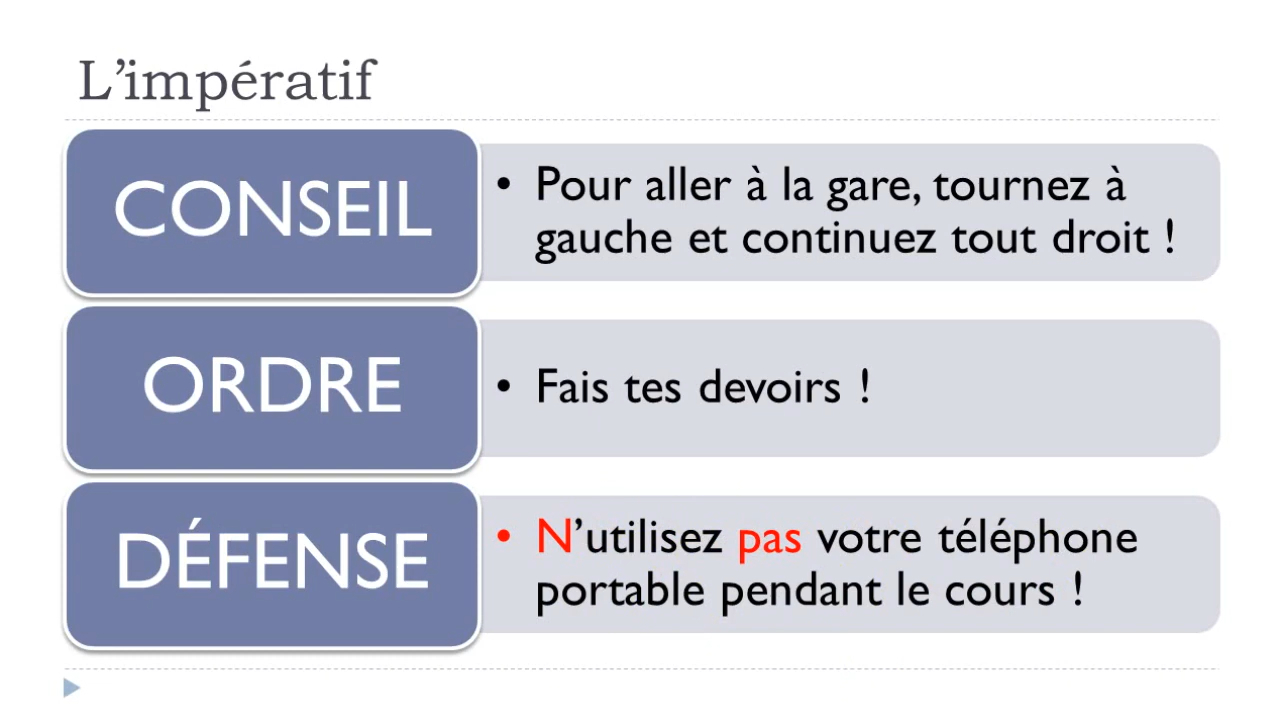 L’impératif
CONSEIL
• Pour aller à la gare, tournez à
gauche et continuez tout droit !
ORDRE
• Fais tes devoirs !
DÉFENSE
• N’utilisez pas votre téléphone
portable pendant le cours !